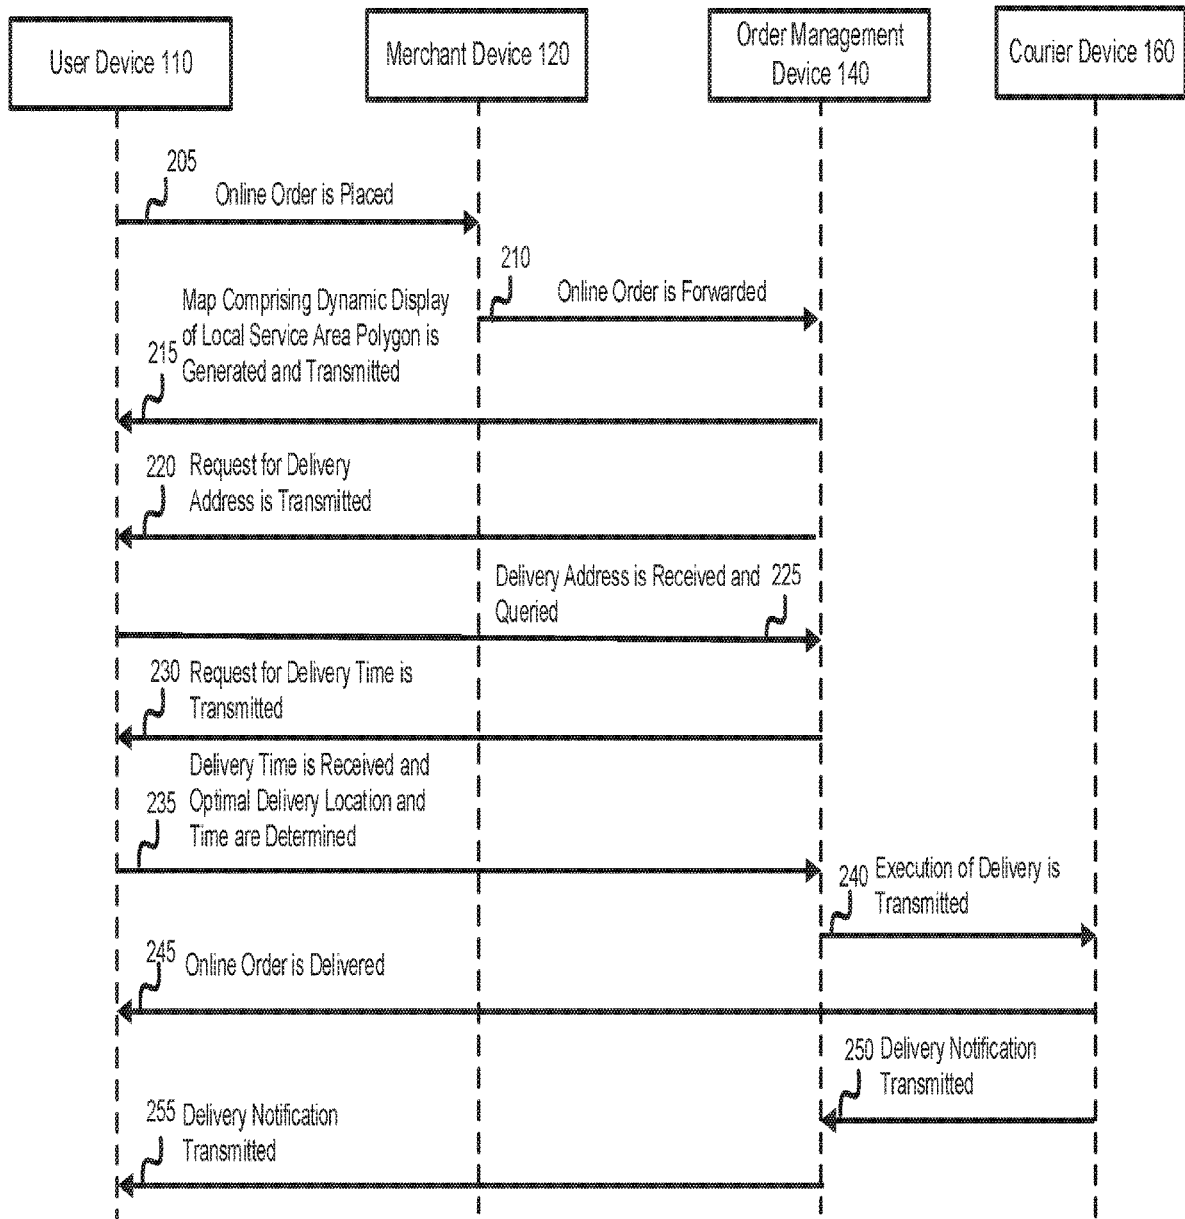 User Device 110
Merchant Device 120
Order Management
Device 140
Courier Device 160
205
Online Order is Placed
210
Online Order is Forwarded
Map Comprising Dynamic Display
of Local Service Area Polygon is
215 Generated and Transmitted
220 Request for Delivery
Address is Transmitted
Delivery Address is Received and 225
Queried
230 Request for Delivery Time is
Transmitted
Delivery Time is Received and
235 Optimal Delivery Location and
Time are Determined
240 Execution of Delivery is
Transmitted
245 Online Order is Delivered
250 Delivery Notification
Transmitted
255 Delivery Notification
Transmitted